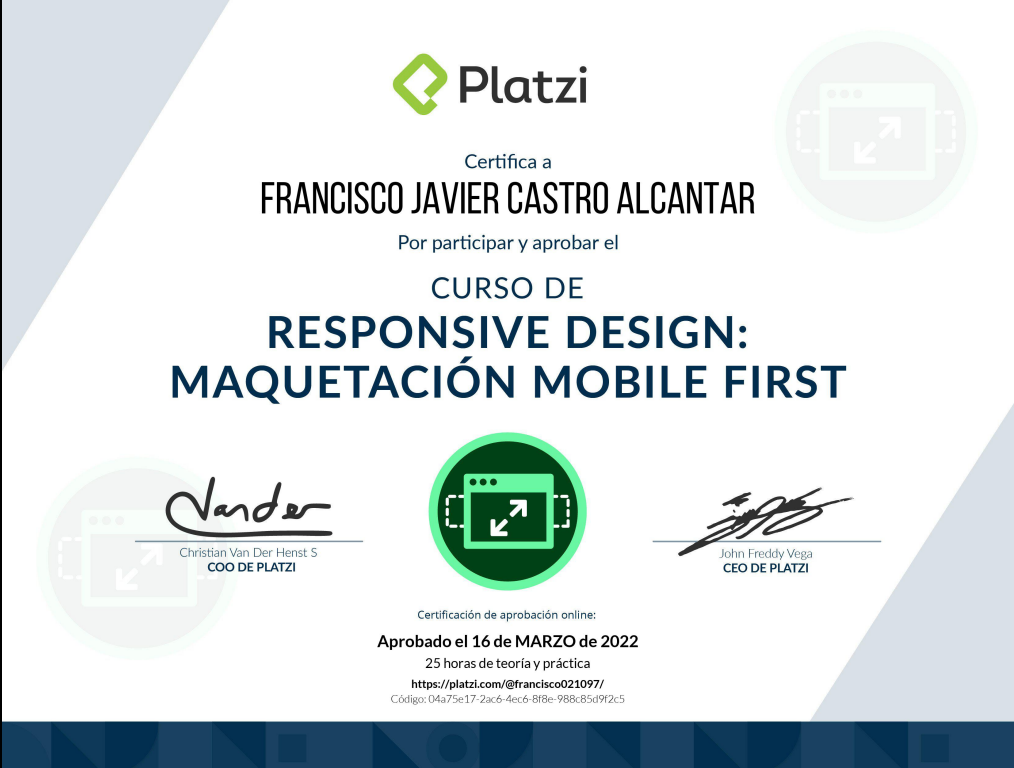 Platzi
Certifica a
FRANCISCO JAVIER CASTRO ALCANTAR
Por participar y aprobar el
CURSO DE
RESPONSIVE DESIGN:
MAQUETACIÓN MOBILE FIRST
Vander
Christian Van Der Henst S
COO DE PLATZI
John Freddy Vega
CEO DE PLATZI
Certificación de aprobación online:
Aprobado el 16 de MARZO de 2022
25 horas de teoría y práctica
https://platzi.com/@francisco021097/
Código: 04a75e17-2ac6-4ec6-8f8e-988c85d9f2c5